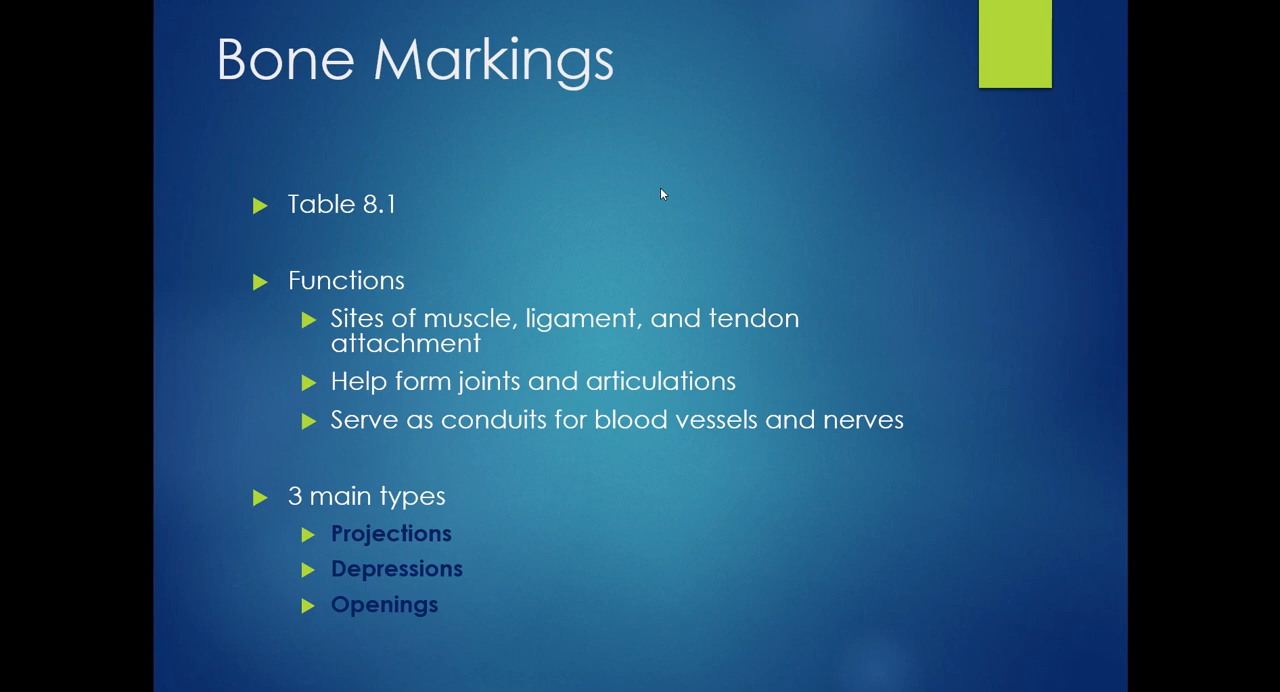 Bone Markings
Table 8.1
Functions
Sites of muscle, ligament, and tendon
attachment
Help form joints and articulations
Serve as conduits for blood vessels and nerves
3 main types
Projections
Depressions
Openings